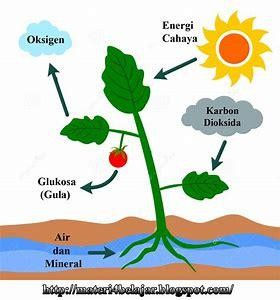 Oksigen
Energi
Cahaya
Karbon
Dioksida
Glukosa
(Gula)
Air
dan
Mineral
http://materi4belajar.blogspot.com/